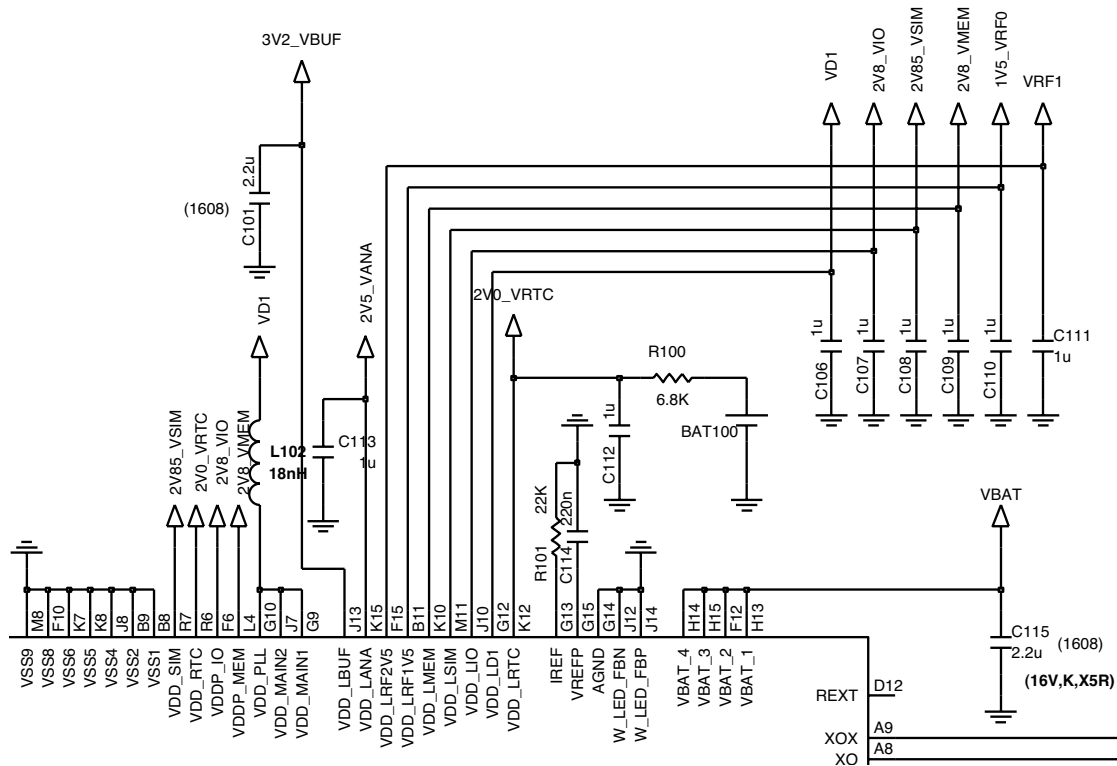 3V2_VBUF
2.2u
(1608)
C101
VD1
2V8_VIO
2V85_VSIM
2V8_VMEM
1V5_VRF0
VRF1
2V5_VANA
2V0_VRTC
VD1
1u
C106
1u
C107
1u
C108
1u
C109
1u
C110
C111
1u
R100
6.8K
BAT100
1u
C112
C113
1u
L102
18nH
2V85_VSIM
2V0_VRTC
2V8_VIO
2V8_VMEM
22K
R101
220n
C114
VBAT
C115
(1608)
2.2u
(16V,K,X5R)
M8
F10
K7
K8
J8
B9
B8
R7
R6
F6
L4
G10
J7
G9
J13
K15
F15
B11
K10
M11
J10
G12
K12
G13
G15
G14
J12
J14
H14
H15
F12
H13
VSS9
VSS8
VSS6
VSS5
VSS4
VSS2
VSS1
VDD_SIM
VDD_RTC
VDDP_IO
VDDP_MEM
VDD_PLL
VDD_MAIN2
VDD_MAIN1
VDD_LBUF
VDD_LANA
VDD_LRF2V5
VDD_LRF1V5
VDD_LMEM
VDD_LSIM
VDD_LIO
VDD_LD1
VDD_LRTC
IREF
VREFP
AGND
W_LED_FBN
W_LED_FBP
VBAT_4
VBAT_3
VBAT_2
VBAT_1
REXT
D12
XOX
A9
XO
A8